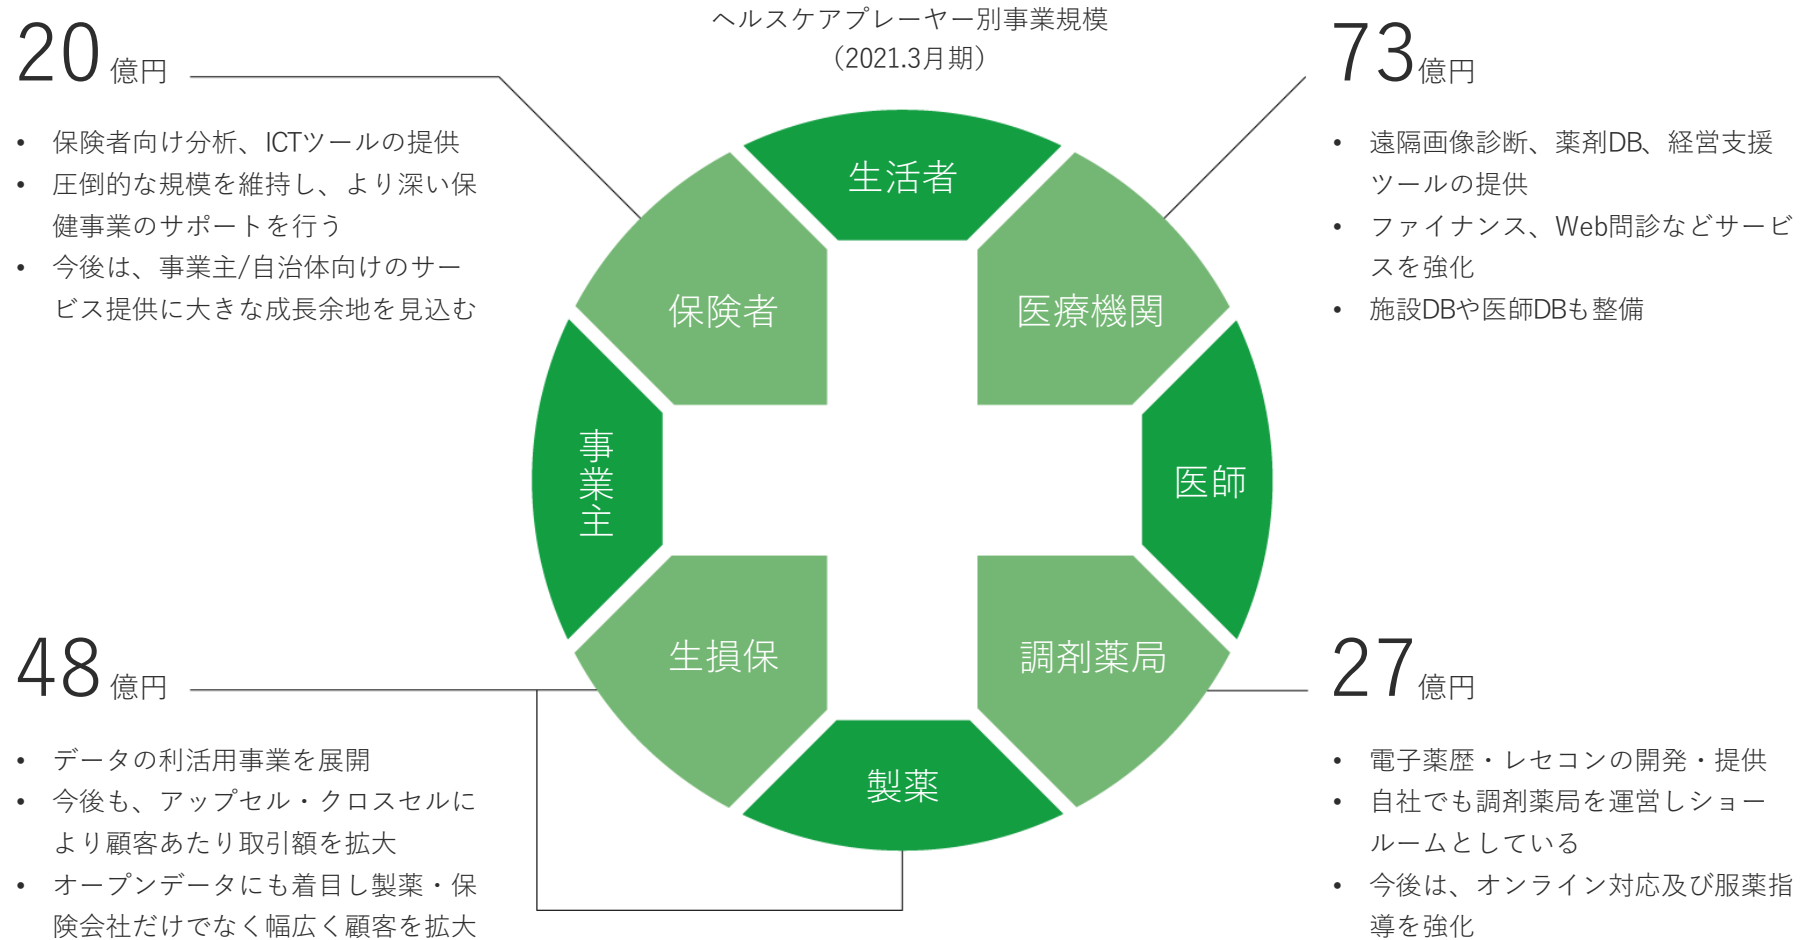 ヘルスケアプレーヤー別事業規模
（2021.3月期）
20億円
• 保険者向け分析、ICTツールの提供
• 圧倒的な規模を維持し、より深い保
健事業のサポートを行う
• 今後は、事業主/自治体向けのサー
ビス提供に大きな成長余地を見込む
73億円
• 遠隔画像診断、薬剤DB、経営支援
ツールの提供
• ファイナンス、Web問診などサービ
スを強化
• 施設DBや医師DBも整備
生活者
保険者
医療機関
事業主
医師
生損保
調剤薬局
製薬
48億円
• データの利活用事業を展開
• 今後も、アップセル・クロスセルに
より顧客あたり取引額を拡大
• オープンデータにも着目し製薬・保
険会社だけでなく幅広く顧客を拡大
27億円
• 電子薬歴・レセコンの開発・提供
• 自社でも調剤薬局を運営しショー
ルームとしている
• 今後は、オンライン対応及び服薬指
導を強化